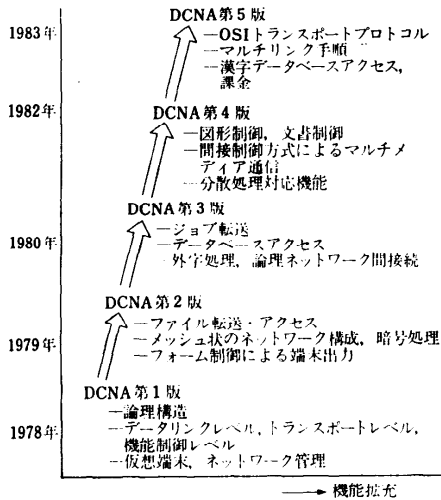 DCNA第5版
1983年
—OSIトランスポートプロトコル
—マルチリンク手順
—漢字データベースアクセス,
課金
1982年
DCNA第4版
—図形制御, 文書制御
—間接制御方式によるマルチメ
ディア通信
—分散処理対応機能
DCNA第3版
1980年
—ジョブ転送
—データベースアクセス
—外字処理, 論理ネットワーク間接続
DCNA第2版
—ファイル転送・アクセス
1979年
—メッシュ状のネットワーク構成, 暗号処理
—フォーム制御による端末出力
DCNA第1版
—論理構造
1978年
—データリンクレベル, トランスポートレベル,
機能制御レベル
—仮想端末, ネットワーク管理
機能拡充